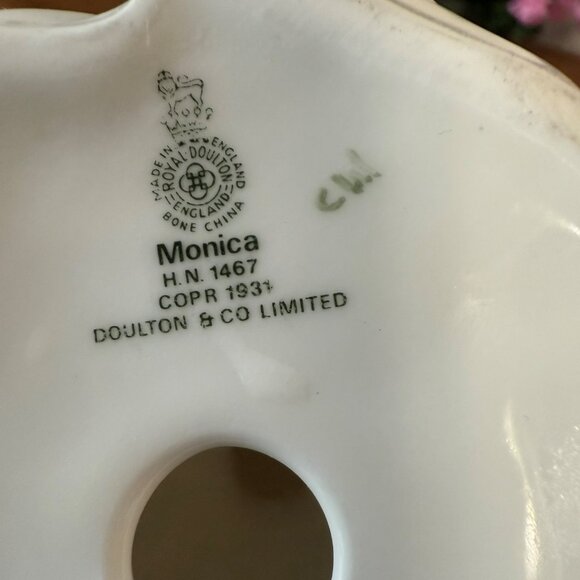 MADE IN ENGLAND
ROYAL DOULTON
ENGLAND
BONE CHINA
Monica
H.N. 1467
COPR 1931
DOULTON & CO LIMITED